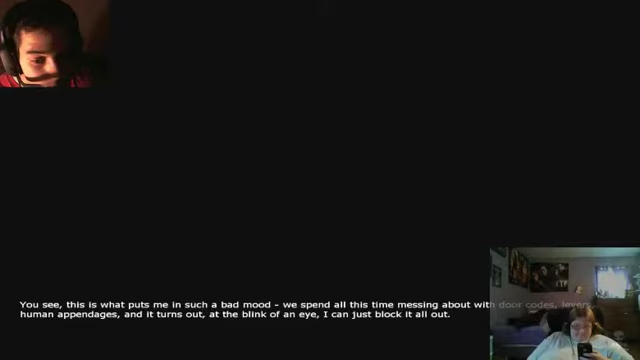 You see, this is what puts me in such a bad mood - we spend all this time messing about with door codes, levers,
human appendages, and it turns out, at the blink of an eye, I can just block it all out.